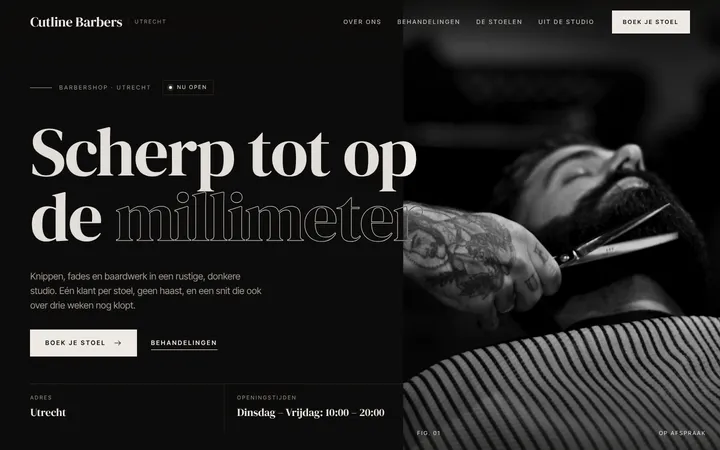 Cutline Barbers
UTRECHT
OVER ONS
BEHANDELINGEN
DE STOELEN
UIT DE STUDIO
BOEK JE STOEL
BARBERSHOP · UTRECHT
NU OPEN
Scherp tot op
de millimeter
Knippen, fades en baardwerk in een rustige, donkere
studio. Eén klant per stoel, geen haast, en een snit die ook
over drie weken nog klopt.
BOEK JE STOEL →
BEHANDELINGEN
ADRES
Utrecht
OPENINGSTIJDEN
Dinsdag – Vrijdag: 10:00 – 20:00
FIG. 01
OP AFSPRAAK